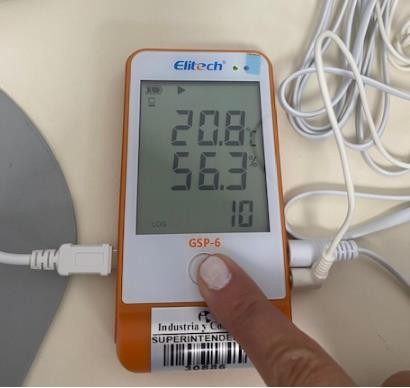 Elitech
20.8°C
56.3%
LOG 10
GSP-6
Industria y Co
SUPERINTENDE
30886